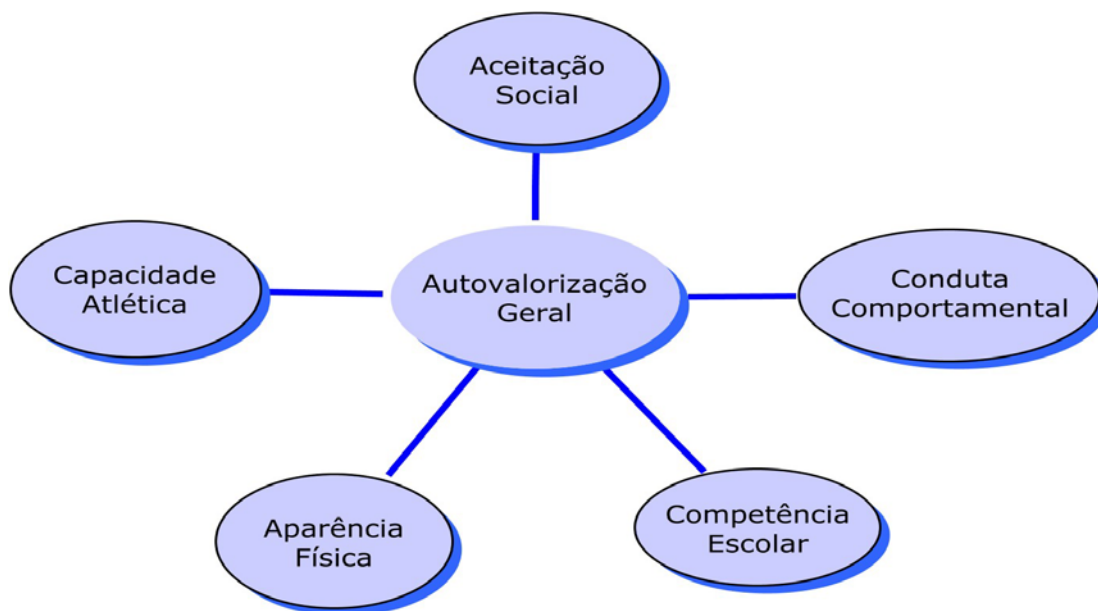 Aceitação
Social
Capacidade
Atlética
Autovalorização
Geral
Conduta
Comportamental
Aparência
Física
Competência
Escolar